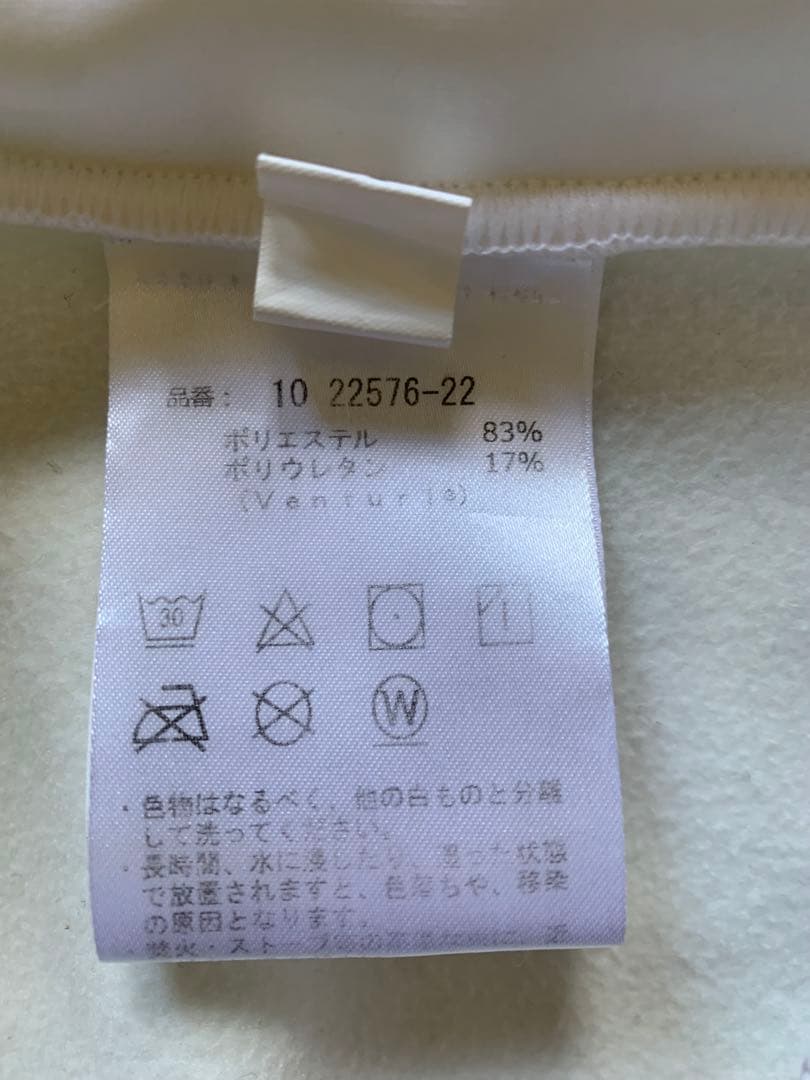 品番: 10 22576-22
ポリエステル 83%
ポリウレタン 17%
(Venturi®)
30
W
・色物はなるべく、他の白ものと分離
して洗ってください。
・長時間、水に浸したり、湿った状態
で放置されますと、色落ちや、移染
の原因となります。